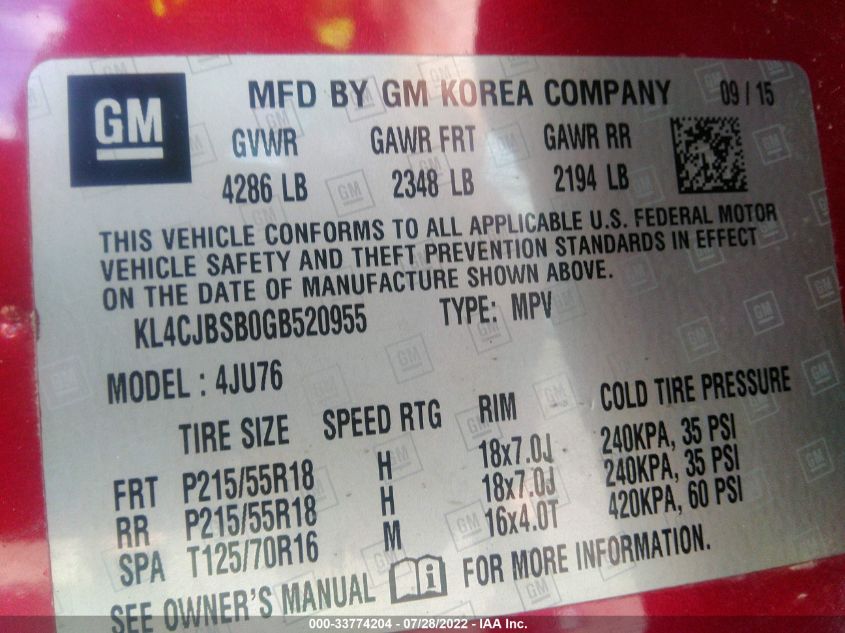 GM
MFD BY GM KOREA COMPANY 09 / 15
GVWR GAWR FRT GAWR RR
4286 LB 2348 LB 2194 LB
THIS VEHICLE CONFORMS TO ALL APPLICABLE U.S. FEDERAL MOTOR
VEHICLE SAFETY AND THEFT PREVENTION STANDARDS IN EFFECT
ON THE DATE OF MANUFACTURE SHOWN ABOVE.
KL4CJBSB0GB520955 TYPE: MPV
MODEL : 4JU76
TIRE SIZE SPEED RTG RIM COLD TIRE PRESSURE
FRT P215/55R18 H 18x7.0J 240KPA, 35 PSI
RR P215/55R18 H 18x7.0J 240KPA, 35 PSI
SPA T125/70R16 M 16x4.0T 420KPA, 60 PSI
SEE OWNER'S MANUAL FOR MORE INFORMATION.
000-33774204 - 07/28/2022 - IAA Inc.